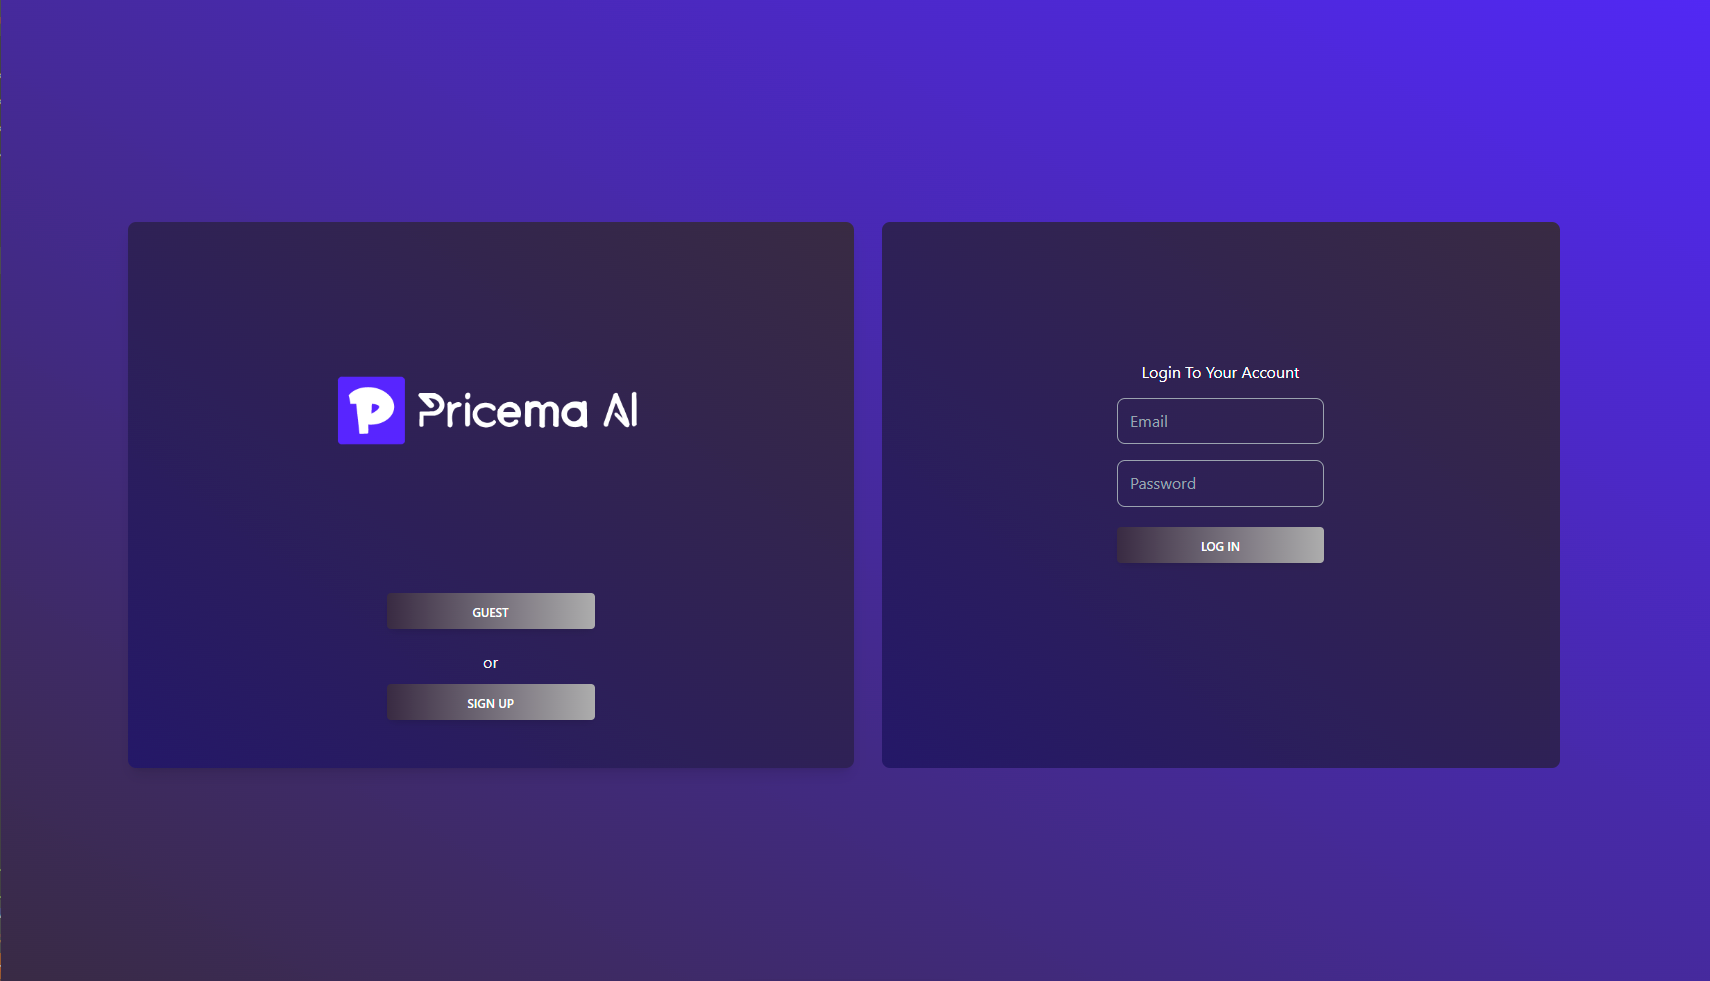 Pricema AI
GUEST
or
SIGN UP
Login To Your Account
Email
Password
LOG IN